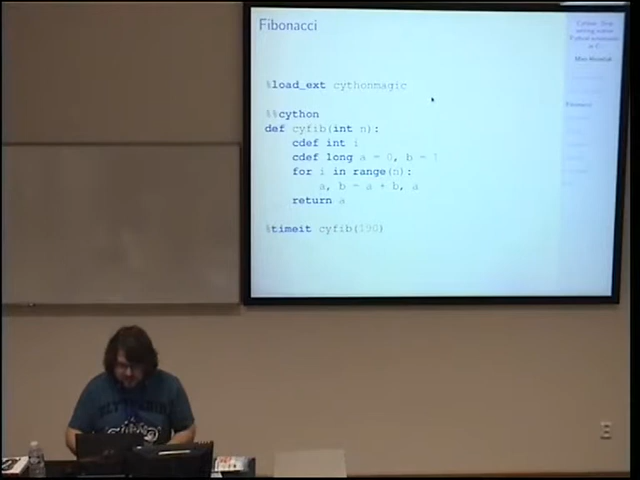 Fibonacci
%load_ext cythonmagic
%%cython
def cyfib(int n):
cdef int i
cdef long a = 0, b = 1
for i in range(n):
a, b = a + b, a
return a
%timeit cyfib(190)